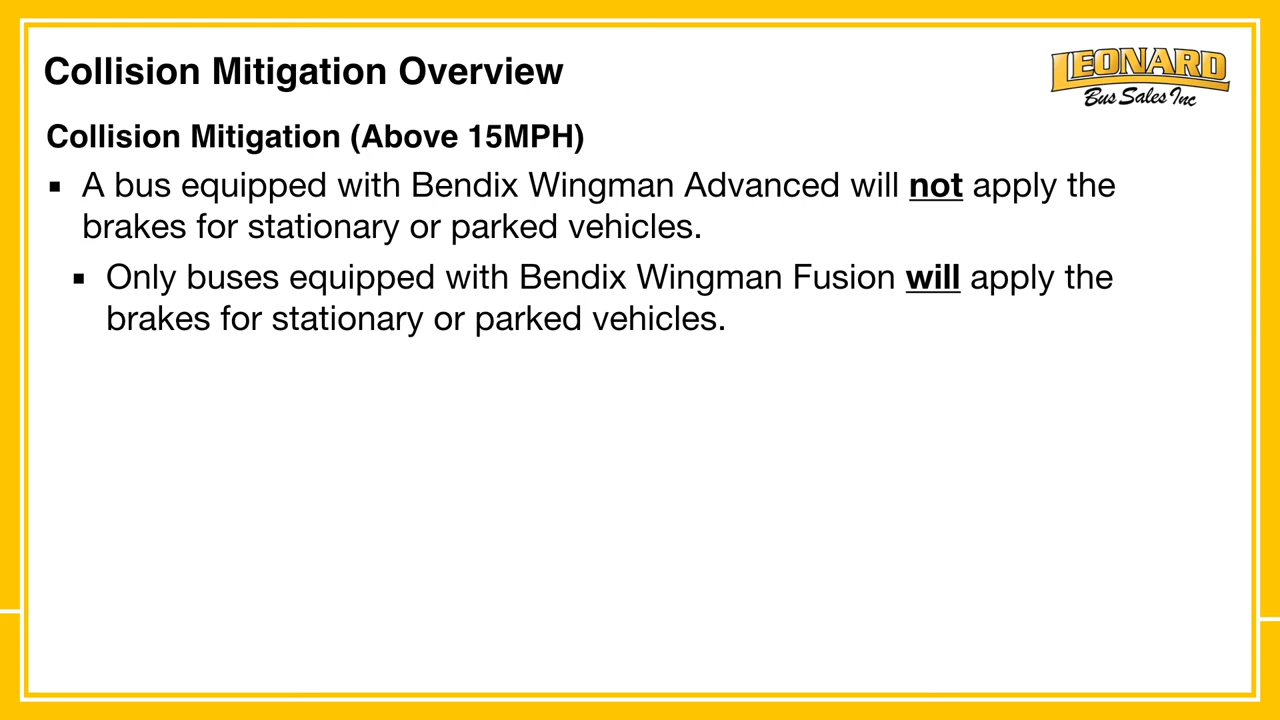 Collision Mitigation Overview
LEONARD
Bus Sales Inc
Collision Mitigation (Above 15MPH)
▪ A bus equipped with Bendix Wingman Advanced will not apply the
brakes for stationary or parked vehicles.
▪ Only buses equipped with Bendix Wingman Fusion will apply the
brakes for stationary or parked vehicles.